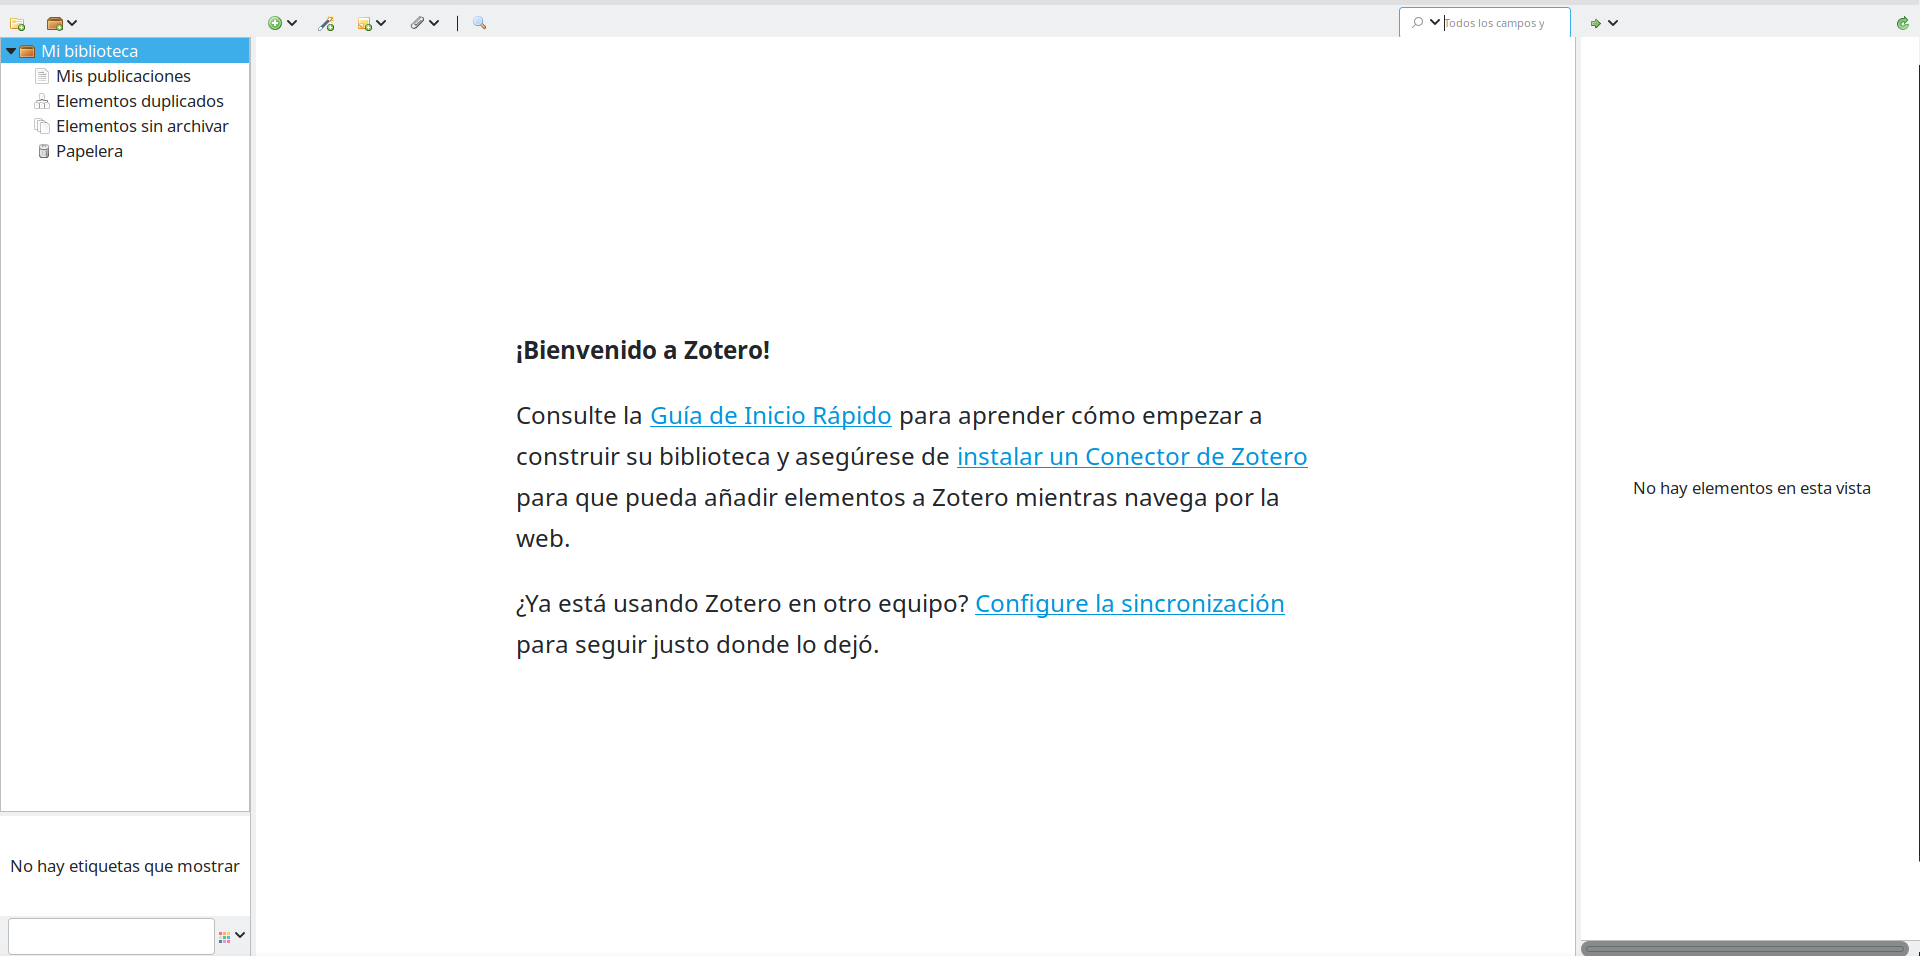 Todos los campos y
Mi biblioteca
Mis publicaciones
Elementos duplicados
Elementos sin archivar
Papelera
¡Bienvenido a Zotero!
Consulte la Guía de Inicio Rápido para aprender cómo empezar a
construir su biblioteca y asegúrese de instalar un Conector de Zotero
para que pueda añadir elementos a Zotero mientras navega por la
web.
¿Ya está usando Zotero en otro equipo? Configure la sincronización
para seguir justo donde lo dejó.
No hay elementos en esta vista
No hay etiquetas que mostrar